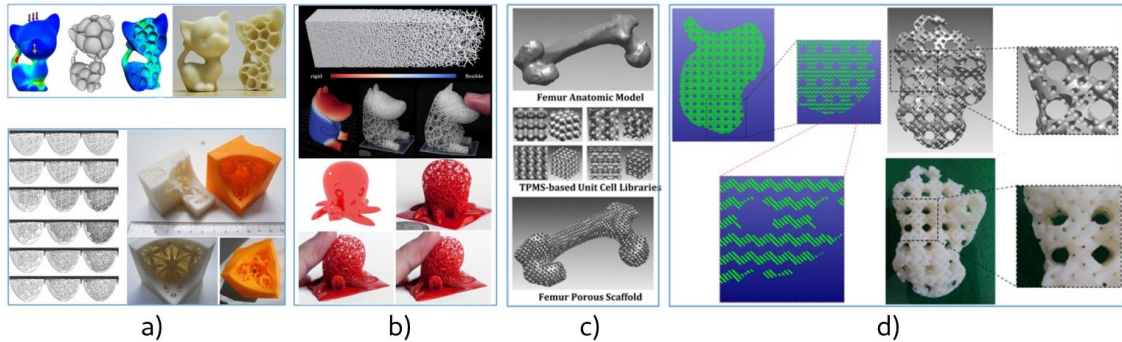 rigid
flexible
Femur Anatomic Model
TPMS-based Unit Cell Libraries
Femur Porous Scaffold
a)
b)
c)
d)